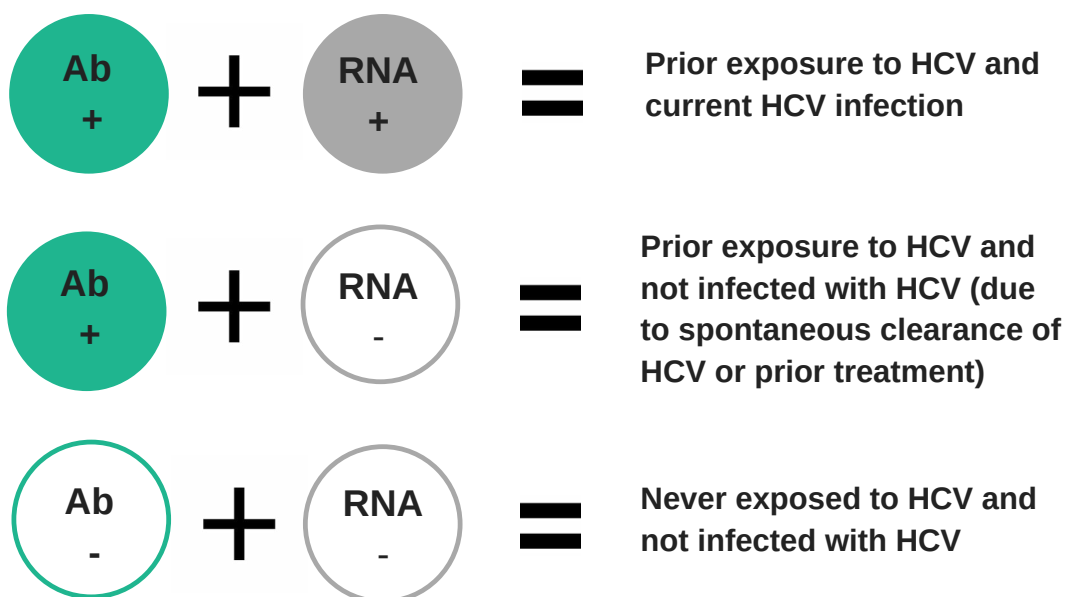 Ab
+
+
RNA
+
=
Prior exposure to HCV and
current HCV infection
Ab
+
+
RNA
-
=
Prior exposure to HCV and
not infected with HCV (due
to spontaneous clearance of
HCV or prior treatment)
Ab
-
+
RNA
-
=
Never exposed to HCV and
not infected with HCV